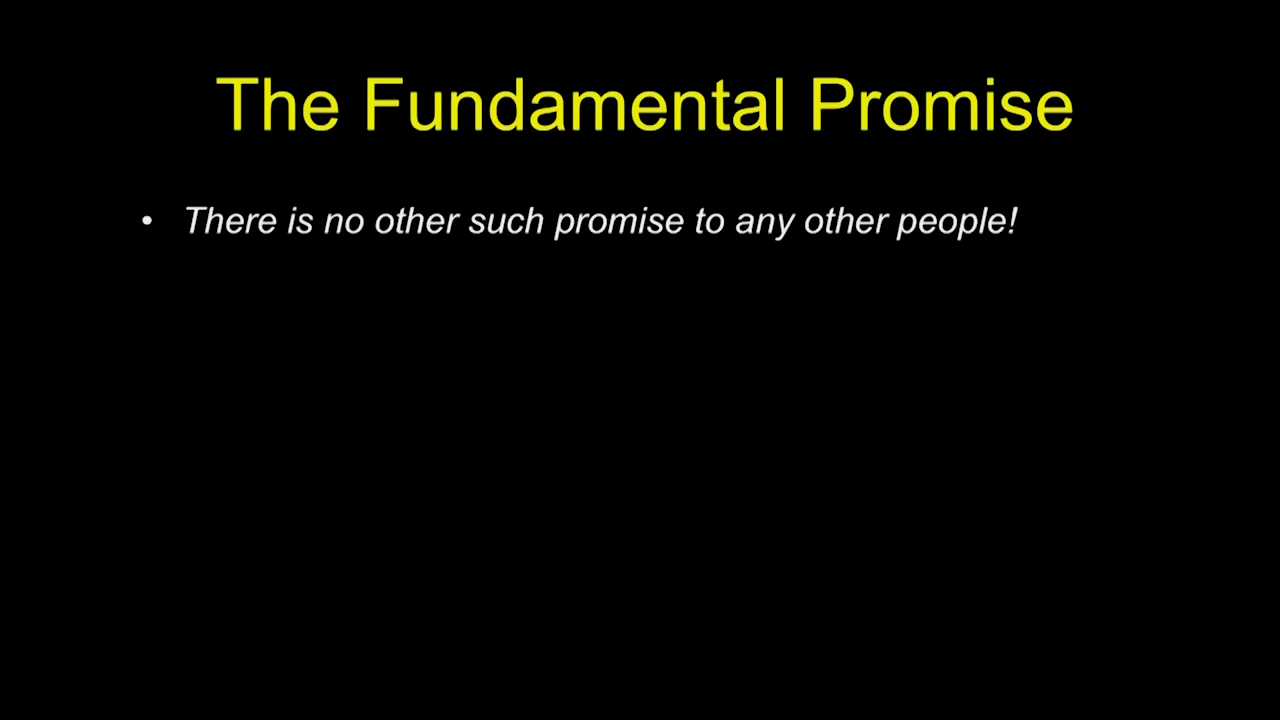 The Fundamental Promise
• There is no other such promise to any other people!